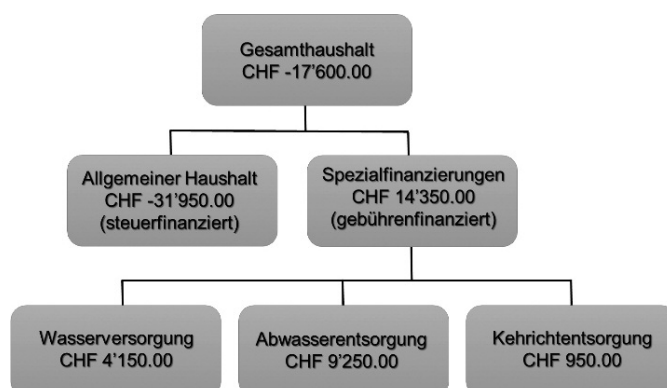 Gesamthaushalt
CHF -17’600.00
Allgemeiner Haushalt
CHF -31’950.00
(steuerfinanziert)
Spezialfinanzierungen
CHF 14’350.00
(gebührenfinanziert)
Wasserversorgung
CHF 4’150.00
Abwasserentsorgung
CHF 9’250.00
Kehrichtentsorgung
CHF 950.00